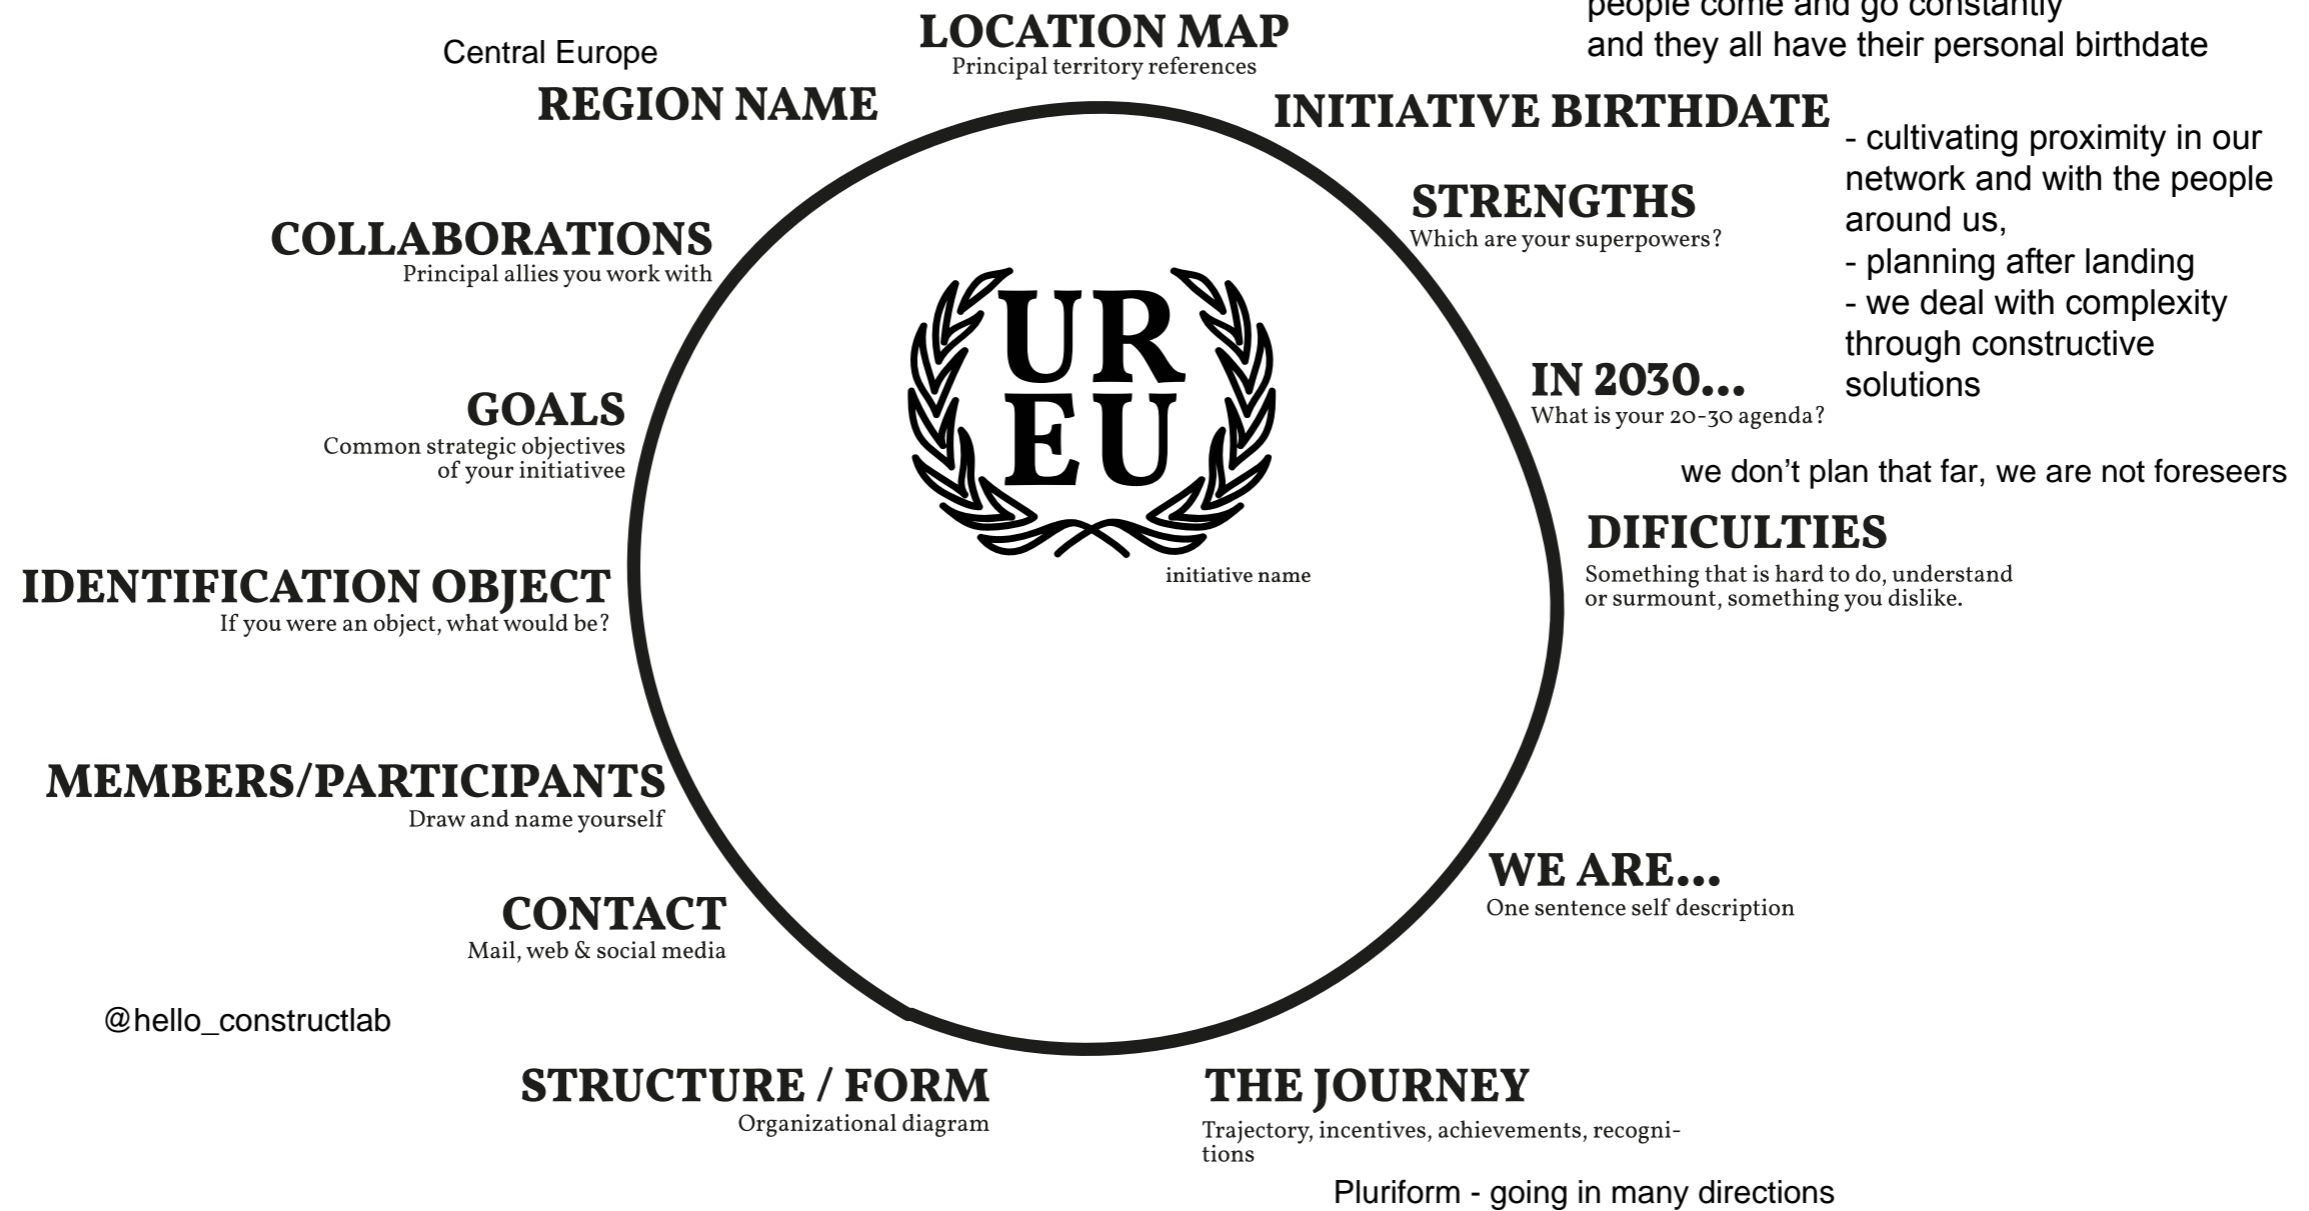 people come and go constantly
and they all have their personal birthdate
Central Europe
LOCATION MAP
Principal territory references
REGION NAME
INITIATIVE BIRTHDATE
- cultivating proximity in our
network and with the people
around us,
- planning after landing
- we deal with complexity
through constructive
solutions
STRENGTHS
Which are your superpowers?
COLLABORATIONS
Principal allies you work with
UR
EU
initiative name
IN 2030...
What is your 20-30 agenda?
we don’t plan that far, we are not foreseers
GOALS
Common strategic objectives
of your initiativee
DIFICULTIES
Something that is hard to do, understand
or surmount, something you dislike.
IDENTIFICATION OBJECT
If you were an object, what would be?
MEMBERS/PARTICIPANTS
Draw and name yourself
WE ARE...
One sentence self description
CONTACT
Mail, web & social media
@hello_constructlab
STRUCTURE / FORM
Organizational diagram
THE JOURNEY
Trajectory, incentives, achievements, recogni-
tions
Pluriform - going in many directions